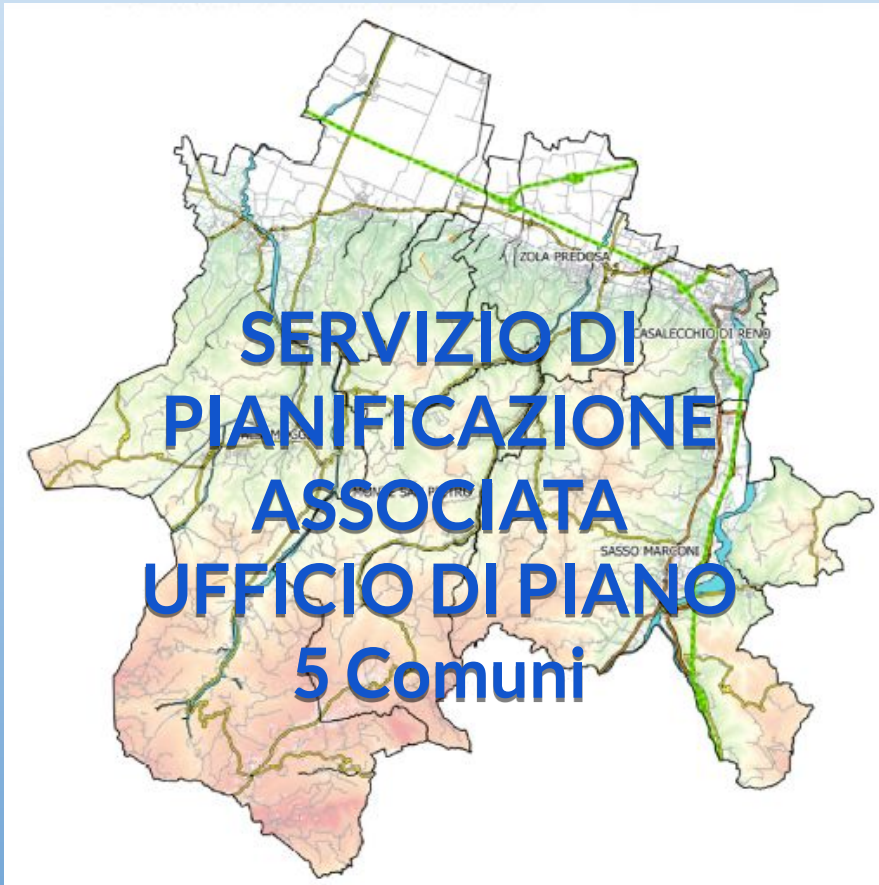 ZOLA PREDOSA
CASALECCHIO DI RENO
SERVIZIO DI
PIANIFICAZIONE
ASSOCIATA
UFFICIO DI PIANO
5 Comuni
SASSO MARCONI